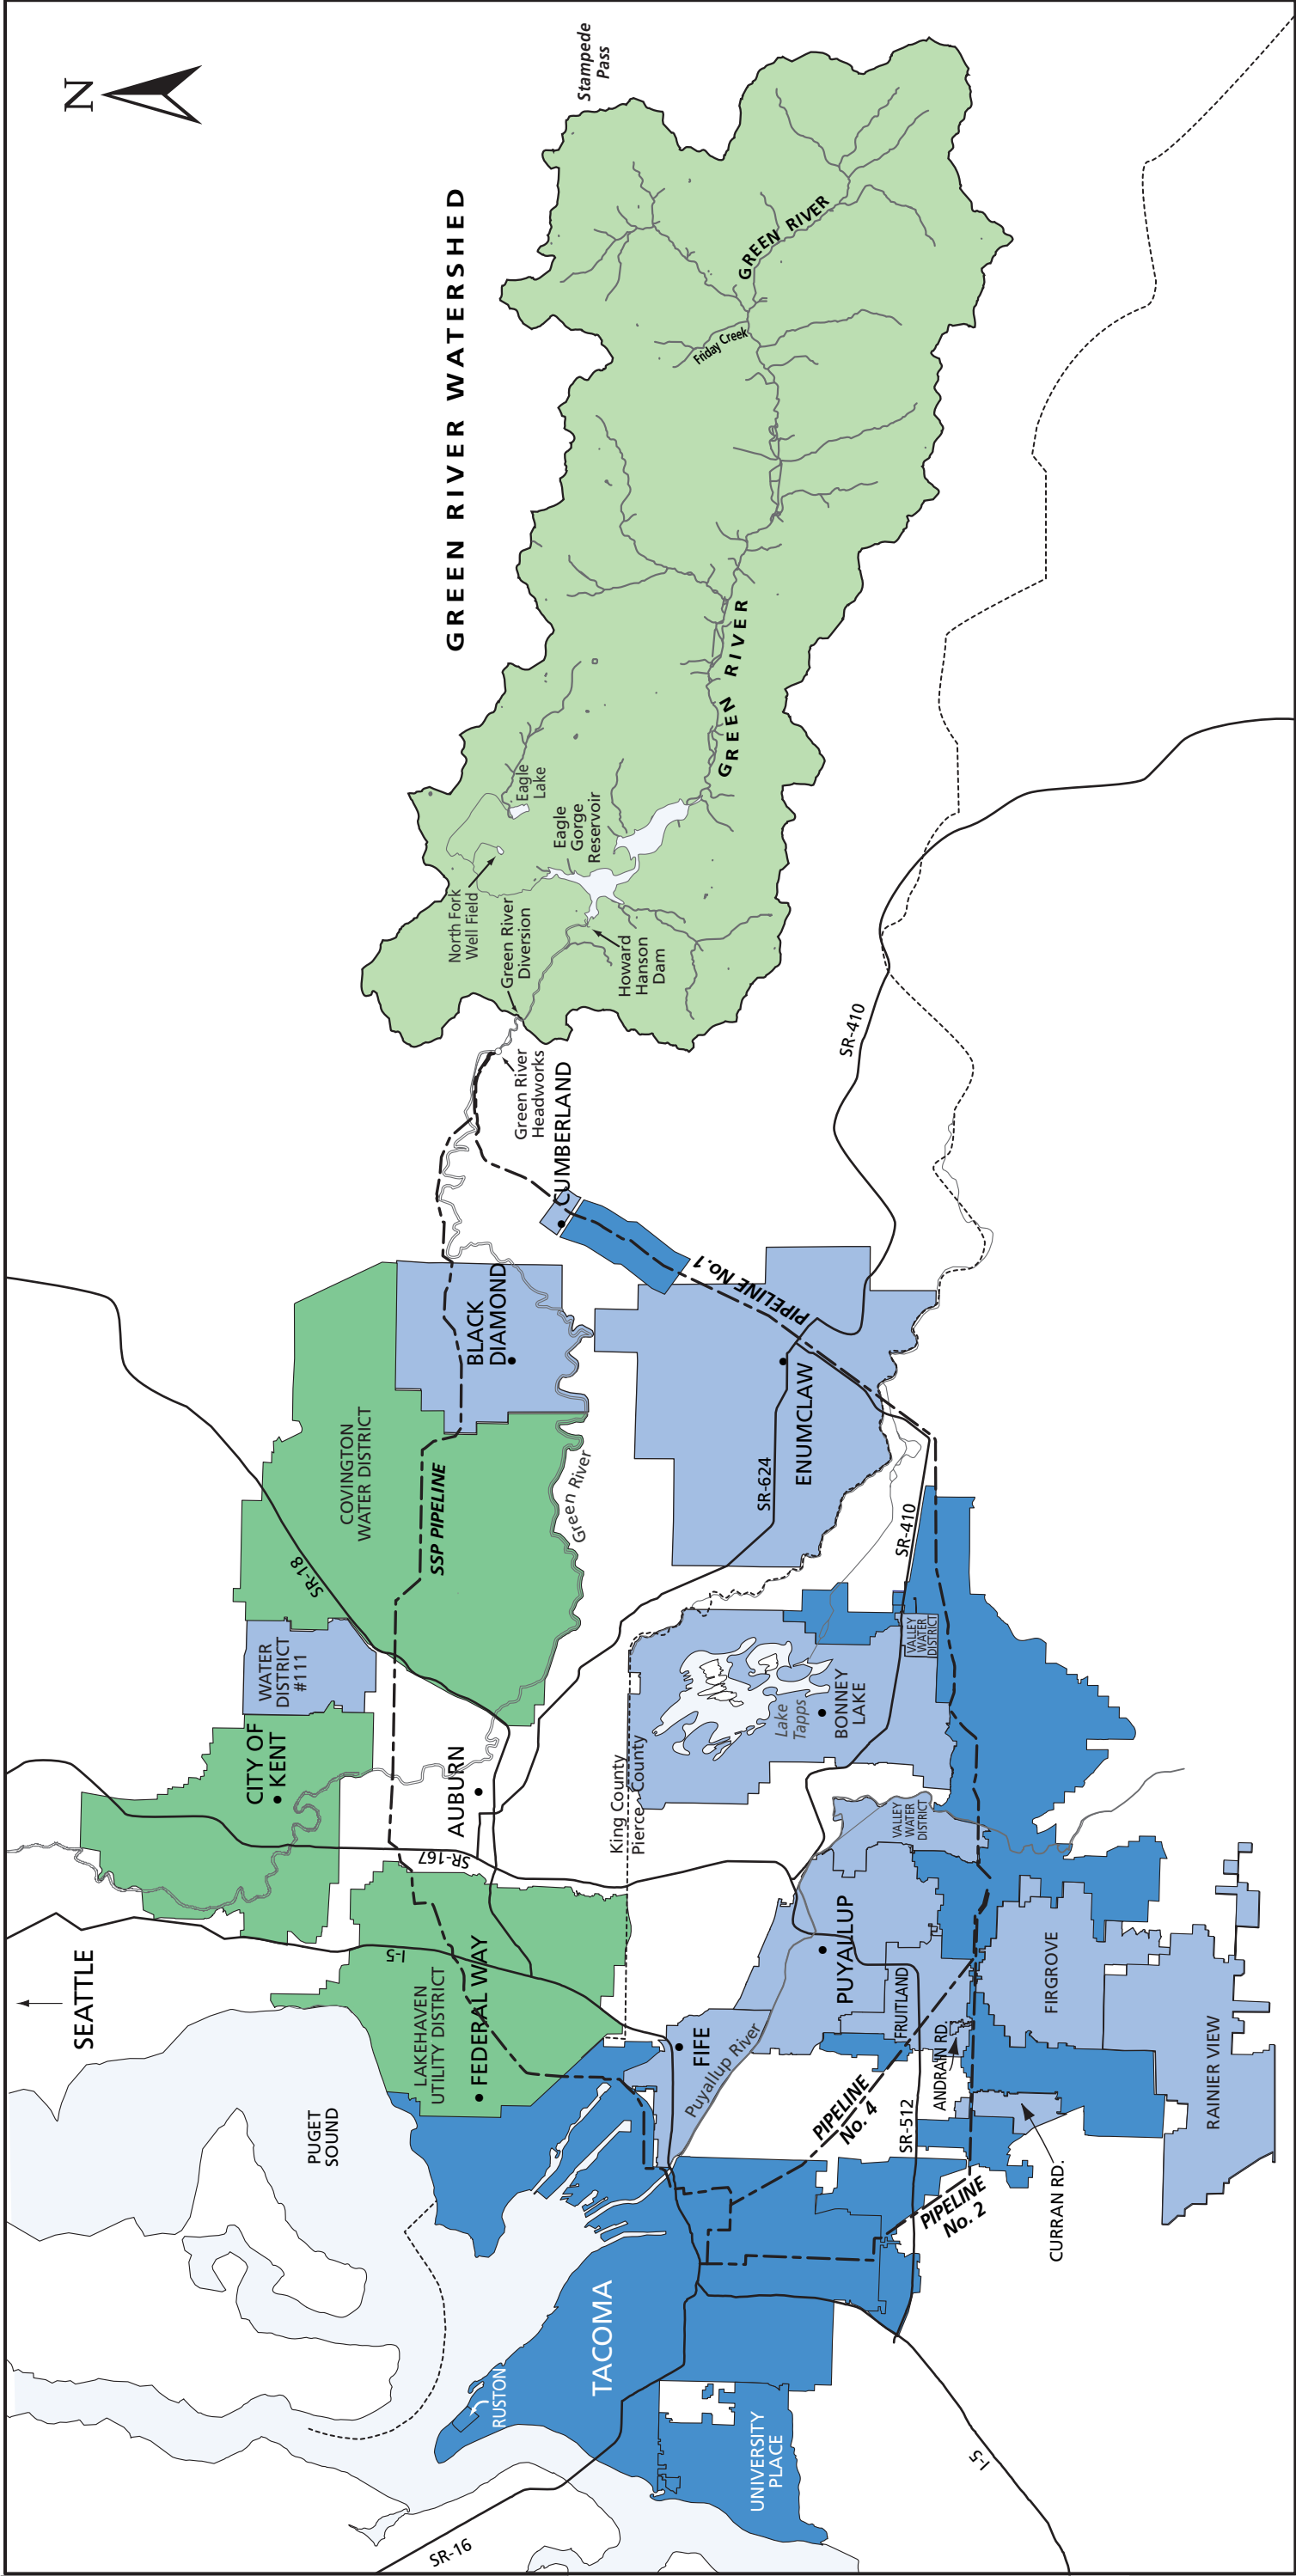 N
GREEN RIVER WATERSHED
Stampede
Pass
GREEN RIVER
Friday Creek
GREEN RIVER
Eagle
Lake
Eagle
Gorge
Reservoir
North Fork
Well Field
Green River
Diversion
Howard
Hanson
Dam
Green River
Headworks
CUMBERLAND
SR-410
PIPELINE No.1
BLACK
DIAMOND
ENUMCLAW
SR-624
COVINGTON
WATER DISTRICT
SSP PIPELINE
Green River
SR-18
SR-410
WATER
DISTRICT
#111
VALLEY
WATER
DISTRICT
Lake
Tapps
BONNEY
LAKE
CITY OF
KENT
AUBURN
King County
Pierce County
VALLEY
WATER
DISTRICT
SR-167
SEATTLE
I-5
LAKEHAVEN
UTILITY DISTRICT
FEDERAL WAY
FIFE
Puyallup River
PUYALLUP
FRUITLAND
FIRGROVE
ANDRAIN RD.
RAINIER VIEW
PIPELINE
No. 4
SR-512
PUGET
SOUND
PIPELINE
No. 2
CURRAN RD.
TACOMA
RUSTON
UNIVERSITY
PLACE
I-5
SR-16